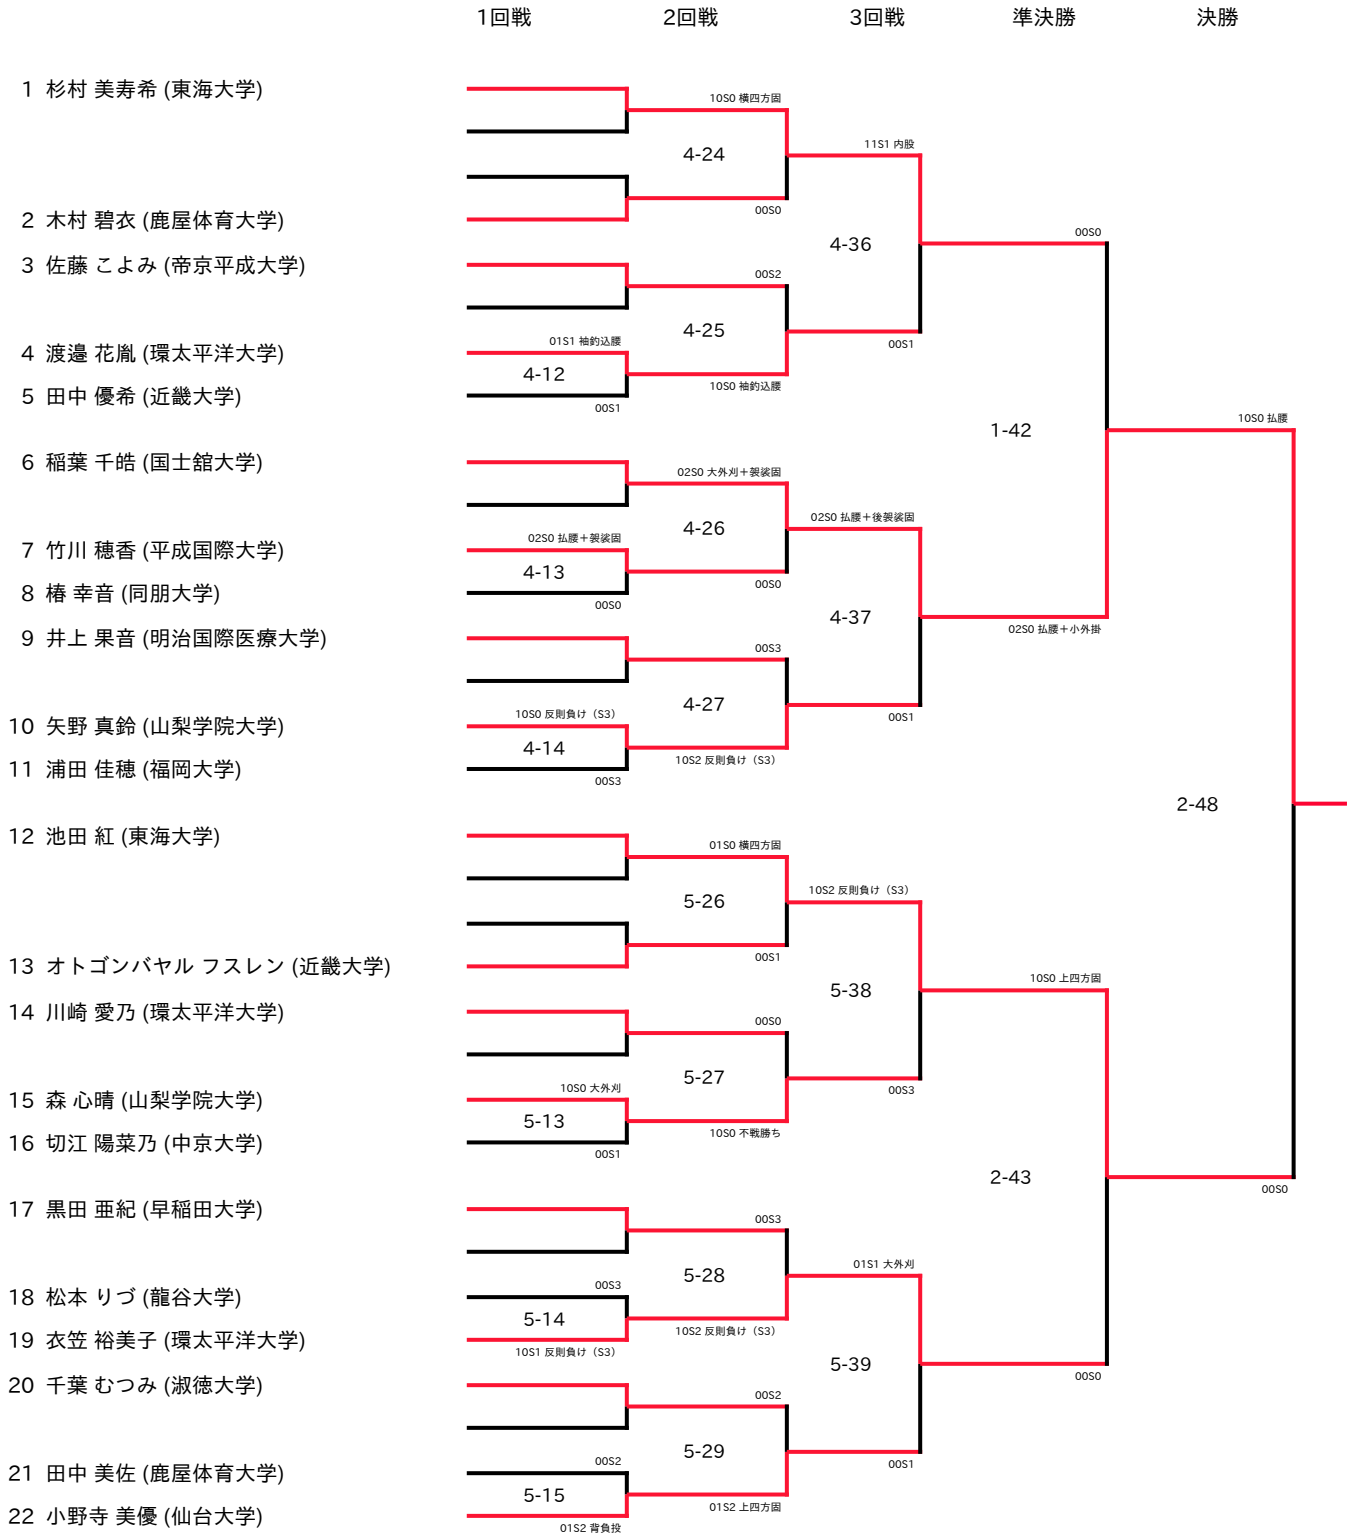 1回戦 2回戦 3回戦 準決勝 決勝
1 杉村 美寿希 (東海大学)
10S0 横四方固
11S1 内股
4-24
2 木村 碧衣 (鹿屋体育大学)
00S0
00S0
4-36
3 佐藤 こよみ (帝京平成大学)
00S2
4-25
01S1 袖釣込腰
00S1
4 渡邉 花胤 (環太平洋大学)
4-12
10S0 袖釣込腰
5 田中 優希 (近畿大学)
00S1
10S0 払腰
1-42
6 稲葉 千皓 (国士舘大学)
02S0 大外刈＋袈裟固
02S0 払腰＋後袈裟固
4-26
02S0 払腰＋袈裟固
7 竹川 穂香 (平成国際大学)
4-13
00S0
8 椿 幸音 (同朋大学)
00S0
4-37
02S0 払腰＋小外掛
9 井上 果音 (明治国際医療大学)
00S3
4-27
10S0 反則負け（S3）
00S1
10 矢野 真鈴 (山梨学院大学)
4-14
10S2 反則負け（S3）
11 浦田 佳穂 (福岡大学)
00S3
2-48
12 池田 紅 (東海大学)
01S0 横四方固
10S2 反則負け（S3）
5-26
00S1
13 オトゴンバヤル フスレン (近畿大学)
10S0 上四方固
5-38
14 川崎 愛乃 (環太平洋大学)
00S0
5-27
10S0 大外刈
00S3
15 森 心晴 (山梨学院大学)
5-13
10S0 不戦勝ち
16 切江 陽菜乃 (中京大学)
00S1
2-43
00S0
17 黒田 亜紀 (早稲田大学)
00S3
01S1 大外刈
5-28
00S3
18 松本 りづ (龍谷大学)
5-14
10S2 反則負け（S3）
19 衣笠 裕美子 (環太平洋大学)
10S1 反則負け（S3）
5-39
00S0
20 千葉 むつみ (淑徳大学)
00S2
5-29
00S2
00S1
21 田中 美佐 (鹿屋体育大学)
5-15
01S2 上四方固
22 小野寺 美優 (仙台大学)
01S2 背負投